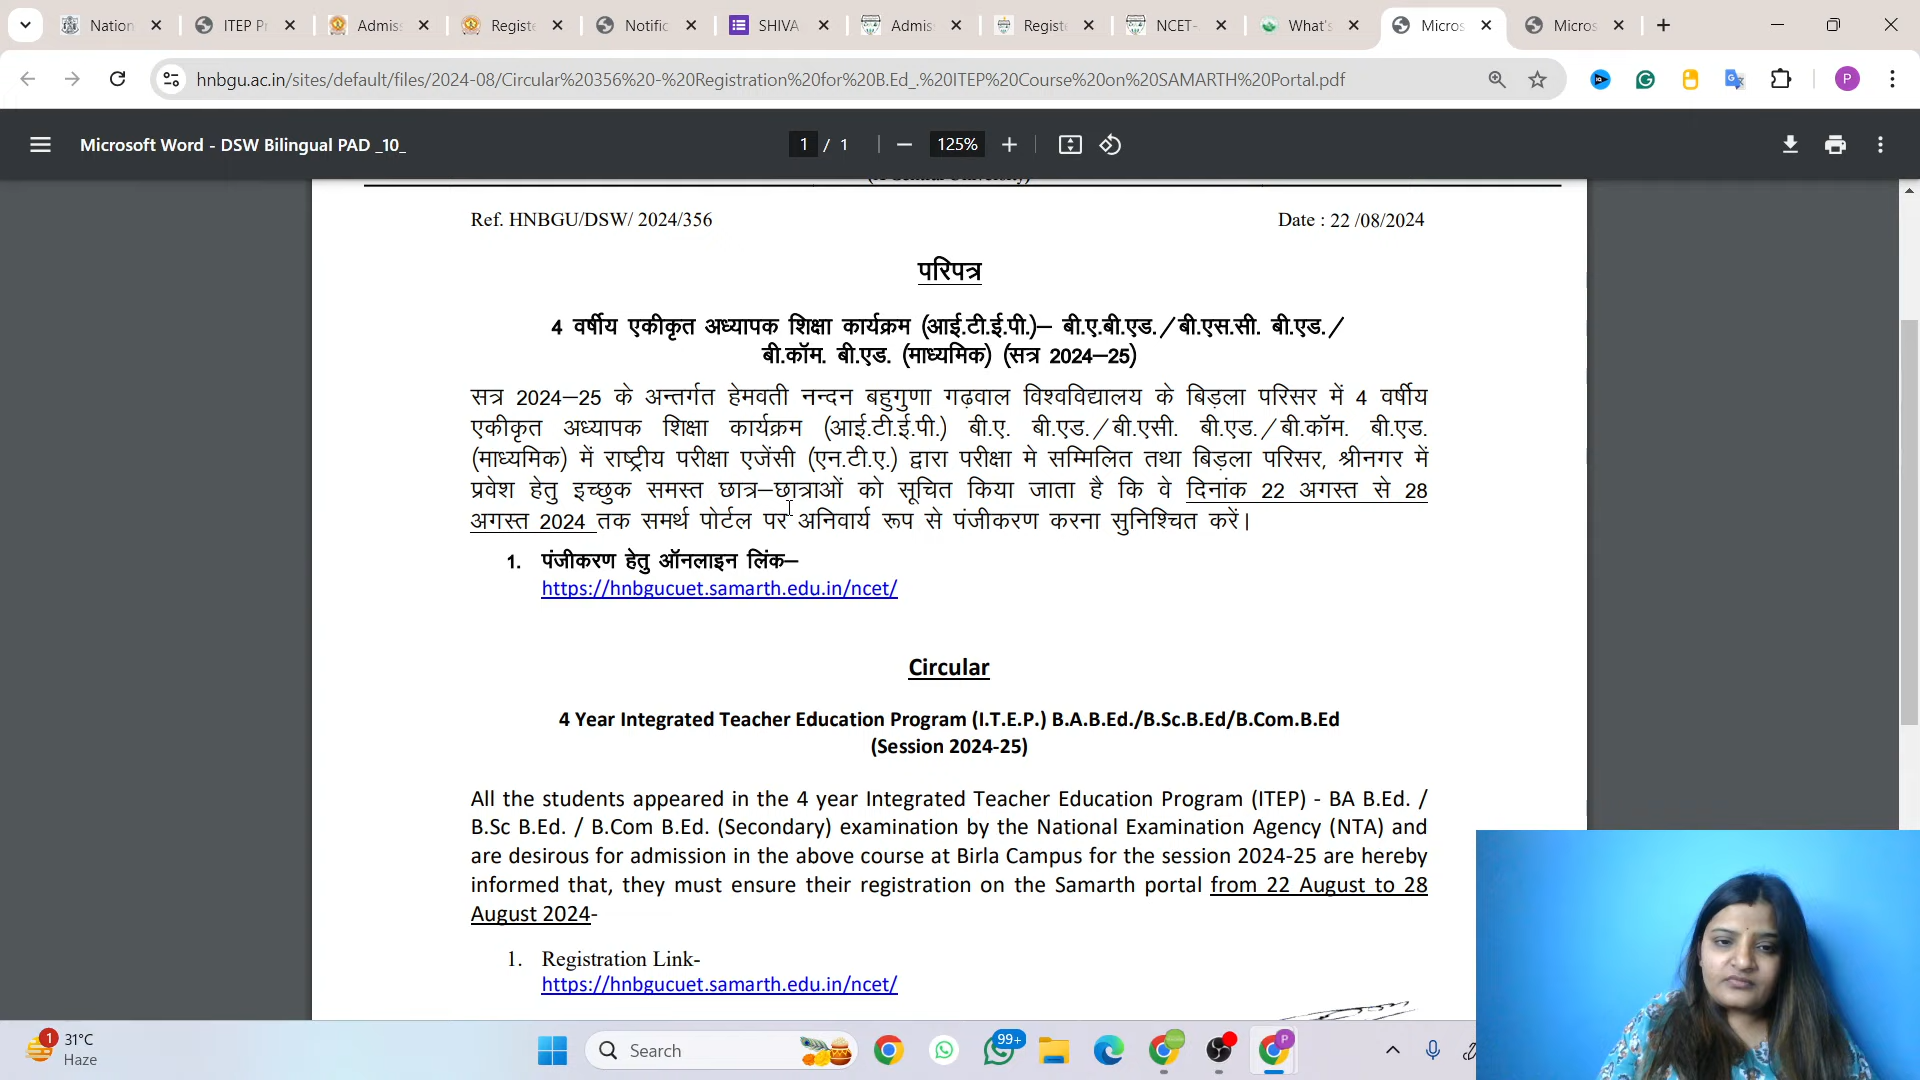 Nation
ITEP P
Admis
Registe
Notific
SHIVA
Admis
Registe
NCET-
What's
Micros
Micros
hnbgu.ac.in/sites/default/files/2024-08/Circular%20356%20-%20Registration%20for%20B.Ed_.%20ITEP%20Course%20on%20SAMARTH%20Portal.pdf
P
Microsoft Word - DSW Bilingual PAD _10_
1 / 1
125%
Ref. HNBGU/DSW/ 2024/356
Date : 22 /08/2024
परिपत्र
4 वर्षीय एकीकृत अध्यापक शिक्षा कार्यक्रम (आई.टी.ई.पी.)– बी.ए.बी.एड./बी.एस.सी. बी.एड./
बी.कॉम. बी.एड. (माध्यमिक) (सत्र 2024–25)
सत्र 2024–25 के अन्तर्गत हेमवती नन्दन बहुगुणा गढ़वाल विश्वविद्यालय के बिड़ला परिसर में 4 वर्षीय
एकीकृत अध्यापक शिक्षा कार्यक्रम (आई.टी.ई.पी.) बी.ए. बी.एड./बी.एसी. बी.एड./बी.कॉम. बी.एड.
(माध्यमिक) में राष्ट्रीय परीक्षा एजेंसी (एन.टी.ए.) द्वारा परीक्षा मे सम्मिलित तथा बिड़ला परिसर, श्रीनगर में
प्रवेश हेतु इच्छुक समस्त छात्र–छात्राओं को सूचित किया जाता है कि वे दिनांक 22 अगस्त से 28
अगस्त 2024 तक समर्थ पोर्टल पर अनिवार्य रूप से पंजीकरण करना सुनिश्चित करें।
1. पंजीकरण हेतु ऑनलाइन लिंक–
https://hnbgucuet.samarth.edu.in/ncet/
Circular
4 Year Integrated Teacher Education Program (I.T.E.P.) B.A.B.Ed./B.Sc.B.Ed/B.Com.B.Ed
(Session 2024-25)
All the students appeared in the 4 year Integrated Teacher Education Program (ITEP) - BA B.Ed. /
B.Sc B.Ed. / B.Com B.Ed. (Secondary) examination by the National Examination Agency (NTA) and
are desirous for admission in the above course at Birla Campus for the session 2024-25 are hereby
informed that, they must ensure their registration on the Samarth portal from 22 August to 28
August 2024-
1. Registration Link-
https://hnbgucuet.samarth.edu.in/ncet/
1
31°C
Haze
Search
99+
P